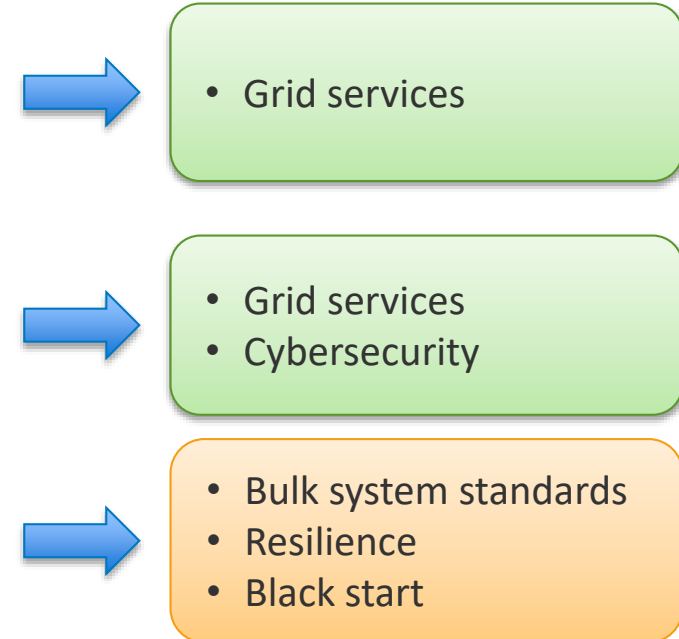 • Grid services
• Grid services
• Cybersecurity
• Bulk system standards
• Resilience
• Black start